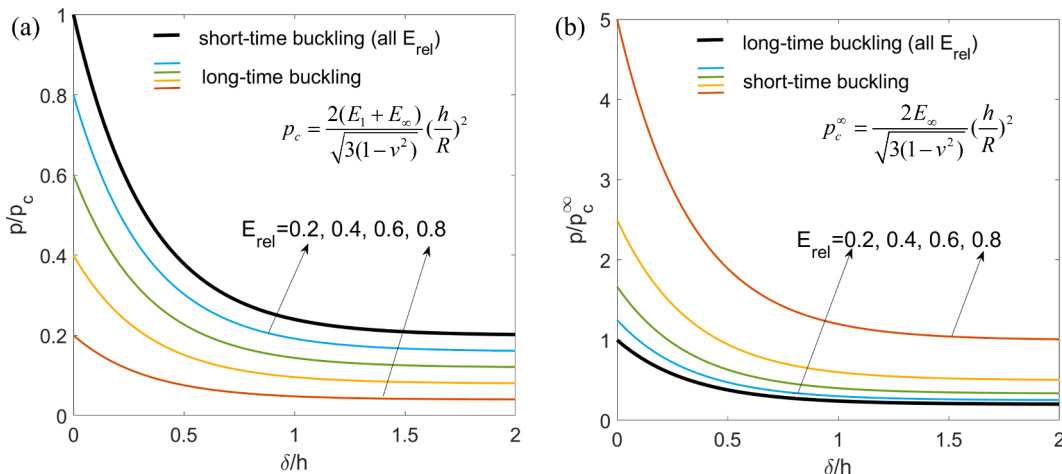 (a)
1
0.8
0.6
0.4
0.2
0
p/p_c
short-time buckling (all E_rel)
long-time buckling
p_c = 2(E_1 + E_∞) / √3(1−ν²) (h/R)²
E_rel=0.2, 0.4, 0.6, 0.8
0 0.5 1 1.5 2
δ/h
(b)
5
4
3
2
1
0
p/p_c^∞
long-time buckling (all E_rel)
short-time buckling
p_c^∞ = 2E_∞ / √3(1−ν²) (h/R)²
E_rel=0.2, 0.4, 0.6, 0.8
0 0.5 1 1.5 2
δ/h